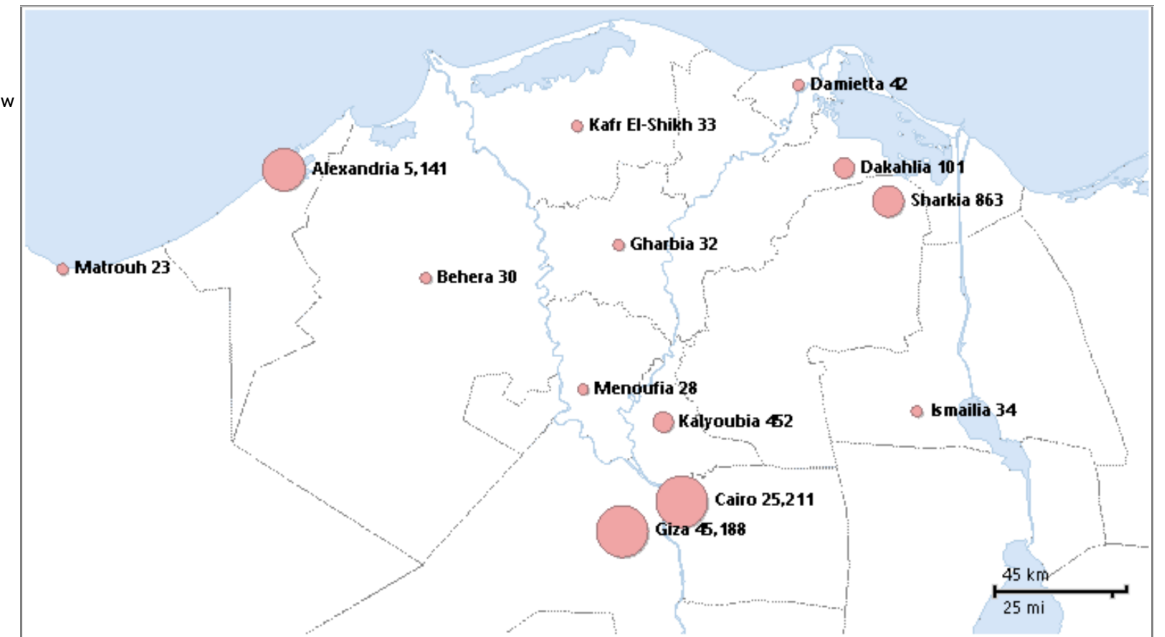 Damietta 42
w
Kafr El-Shikh 33
Alexandria 5,141
Dakahlia 101
Sharkia 863
Gharbia 32
Matrouh 23
Behera 30
Menoufia 28
Ismailia 34
Kalyoubia 452
Cairo 25,211
Giza 45,188
45 km
25 mi